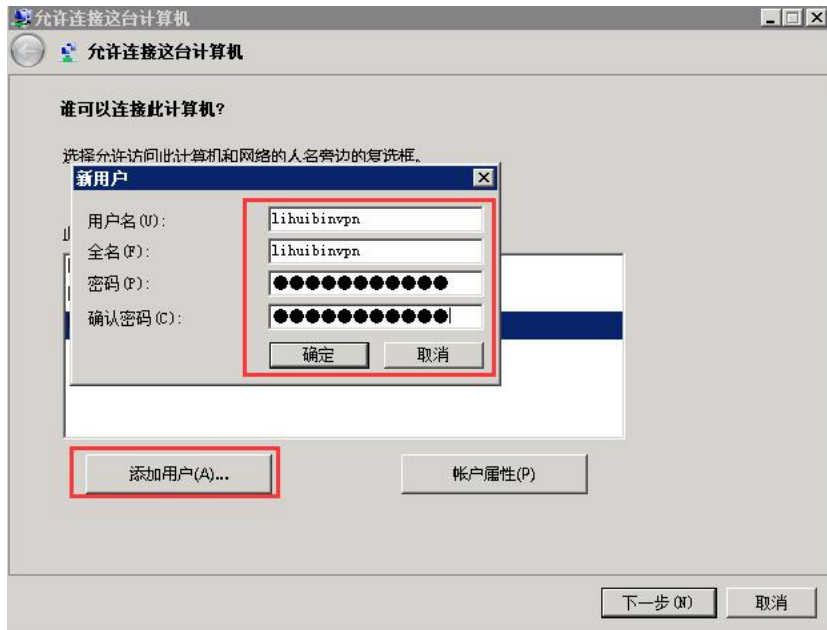 允许连接这台计算机
允许连接这台计算机
谁可以连接此计算机?
选择允许访问此计算机和网络的人名旁边的复选框。
新用户
用户名(U): lihuibinvpn
全名(F): lihuibinvpn
密码(P): ●●●●●●●●●●●
确认密码(C): ●●●●●●●●●●●
确定 取消
添加用户(A)... 帐户属性(P)
下一步(N) 取消